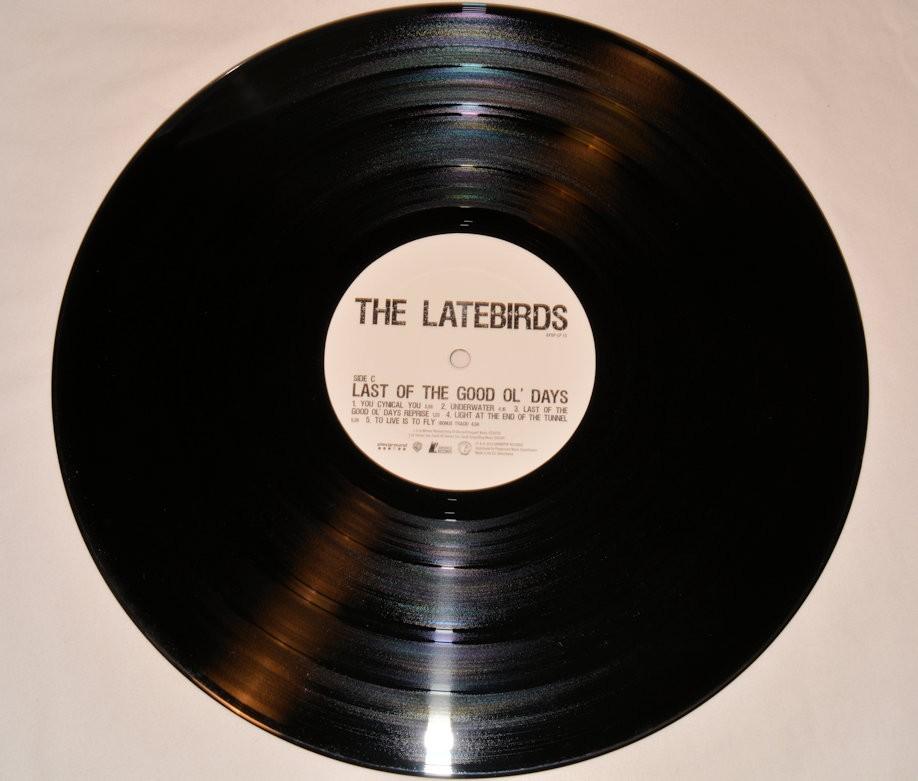 THE LATEBIRDS
SIDE C
LAST OF THE GOOD OL' DAYS
1. YOU CYNICAL YOU 2. UNDERWATER 3. LAST OF THE
GOOD OL' DAYS REPRISE 4. LIGHT AT THE END OF THE TUNNEL
5. TO LIVE IS TO FLY (BONUS TRACK)
playground